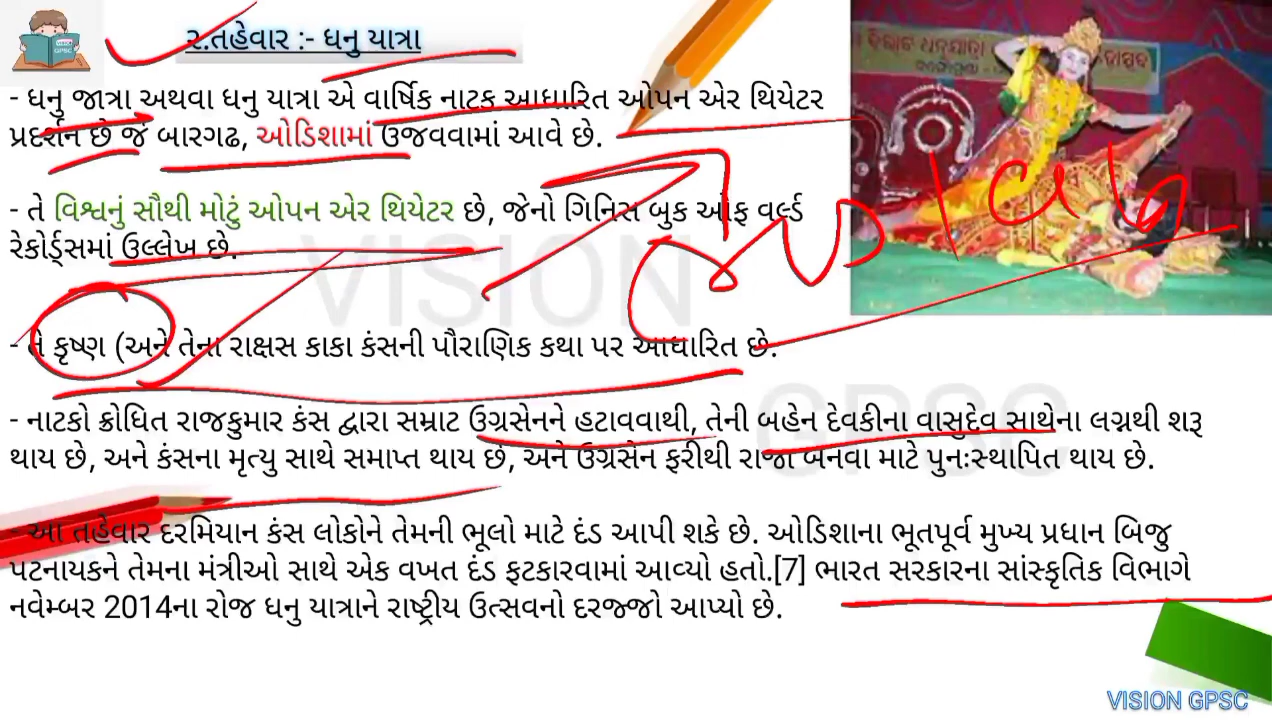 ૨.તહેવાર :- ધનુ યાત્રા
- ધનુ જાત્રા અથવા ધનુ યાત્રા એ વાર્ષિક નાટક આધારિત ઓપન એર થિયેટર
પ્રદર્શન છે જે બારગઢ, ઓડિશામાં ઉજવવામાં આવે છે.
- તે વિશ્વનું સૌથી મોટું ઓપન એર થિયેટર છે, જેનો ગિનિસ બુક ઓફ વર્લ્ડ
રેકોર્ડ્સમાં ઉલ્લેખ છે.
- તે કૃષ્ણ (અને તેના રાક્ષસ કાકા કંસની પૌરાણિક કથા પર આધારિત છે.
- નાટકો ક્રોધિત રાજકુમાર કંસ દ્વારા સમ્રાટ ઉગ્રસેનને હટાવવાથી, તેની બહેન દેવકીના વાસુદેવ સાથેના લગ્નથી શરૂ
થાય છે, અને કંસના મૃત્યુ સાથે સમાપ્ત થાય છે, અને ઉગ્રસેન ફરીથી રાજા બનવા માટે પુનઃસ્થાપિત થાય છે.
- આ તહેવાર દરમિયાન કંસ લોકોને તેમની ભૂલો માટે દંડ આપી શકે છે. ઓડિશાના ભૂતપૂર્વ મુખ્ય પ્રધાન બિજુ
પટનાયકને તેમના મંત્રીઓ સાથે એક વખત દંડ ફટકારવામાં આવ્યો હતો.[7] ભારત સરકારના સાંસ્કૃતિક વિભાગે
નવેમ્બર 2014ના રોજ ધનુ યાત્રાને રાષ્ટ્રીય ઉત્સવનો દરજ્જો આપ્યો છે.
VISION
GPSC
VISION GPSC